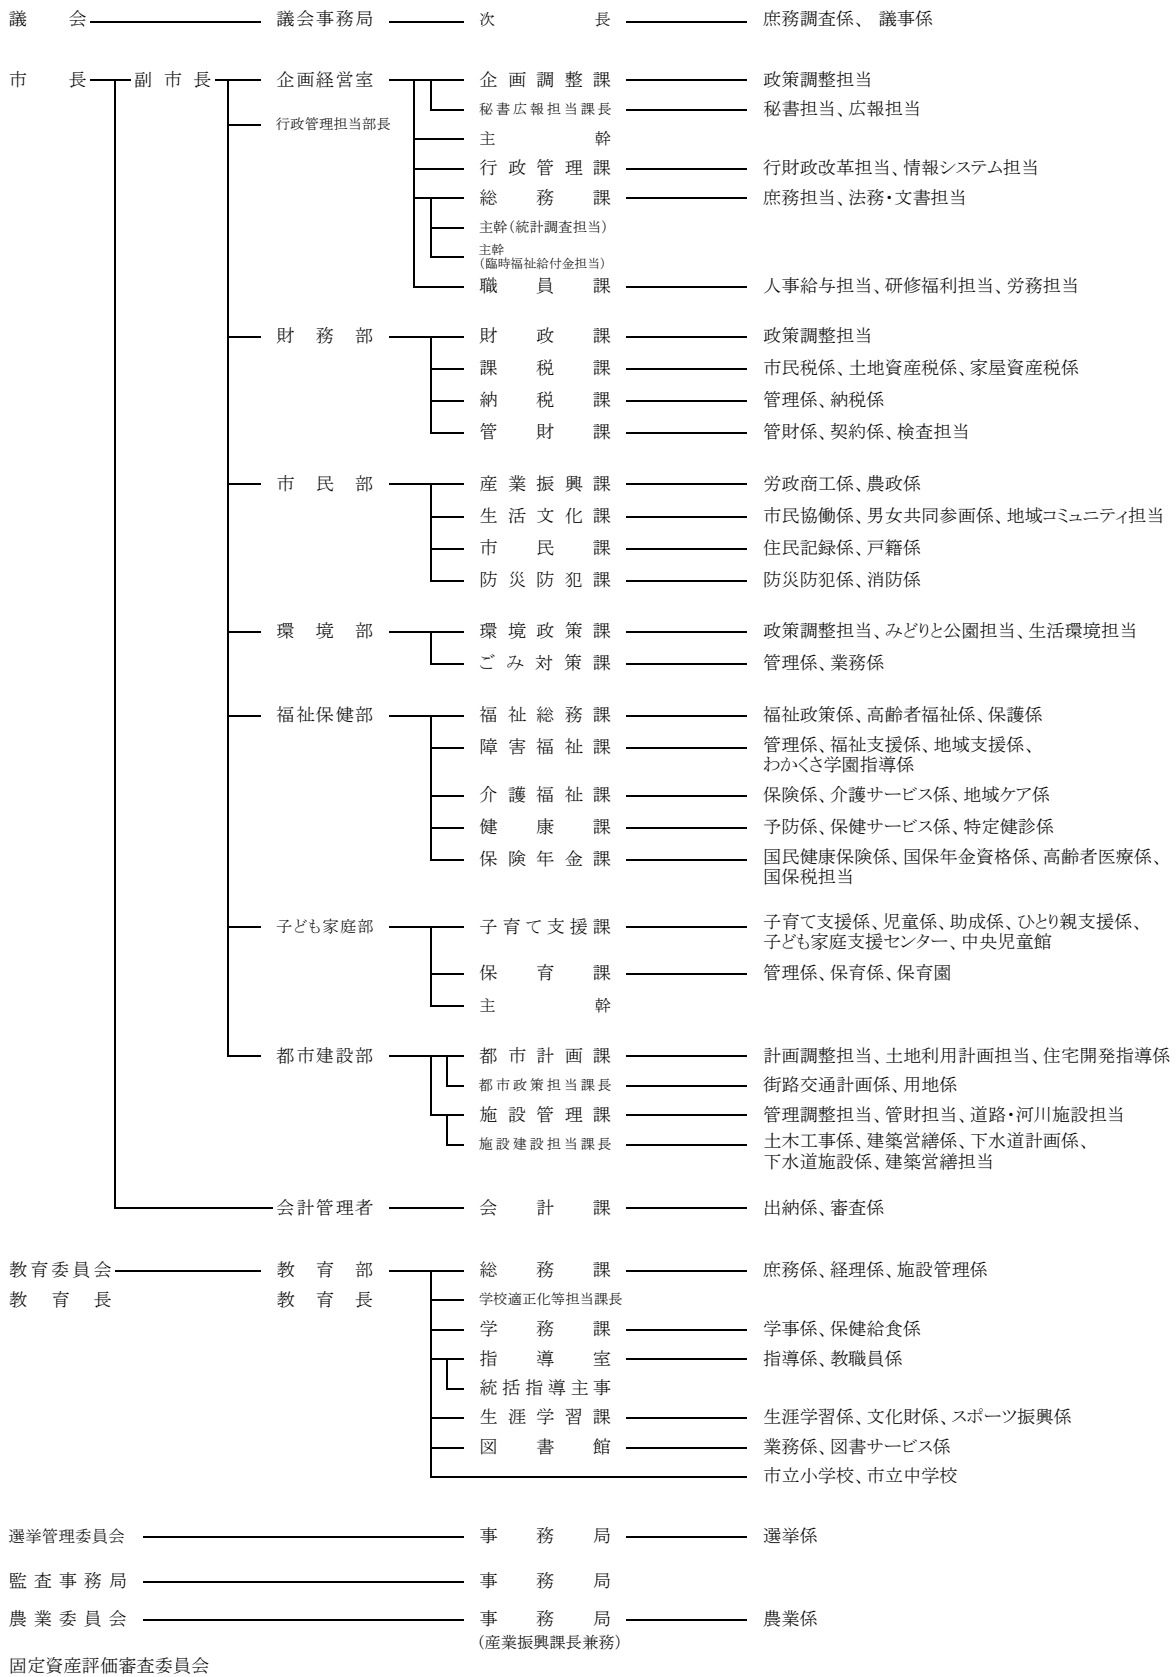 議会 議会事務局 次長 庶務調査係、 議事係
市長 副市長 企画経営室 企画調整課 政策調整担当
秘書広報担当課長 秘書担当、広報担当
行政管理担当部長
主幹
行政管理課 行財政改革担当、情報システム担当
総務課 庶務担当、法務・文書担当
主幹(統計調査担当)
主幹
(臨時福祉給付金担当)
職員課 人事給与担当、研修福利担当、労務担当
財務部 財政課 政策調整担当
課税課 市民税係、土地資産税係、家屋資産税係
納税課 管理係、納税係
管財課 管財係、契約係、検査担当
市民部 産業振興課 労政商工係、農政係
生活文化課 市民協働係、男女共同参画係、地域コミュニティ担当
市民課 住民記録係、戸籍係
防災防犯課 防災防犯係、消防係
環境部 環境政策課 政策調整担当、みどりと公園担当、生活環境担当
ごみ対策課 管理係、業務係
福祉保健部 福祉総務課 福祉政策係、高齢者福祉係、保護係
障害福祉課 管理係、福祉支援係、地域支援係、
わかくさ学園指導係
介護福祉課 保険係、介護サービス係、地域ケア係
健康課 予防係、保健サービス係、特定健診係
保険年金課 国民健康保険係、国保年金資格係、高齢者医療係、
国保税担当
子ども家庭部 子育て支援課 子育て支援係、児童係、助成係、ひとり親支援係、
子ども家庭支援センター、中央児童館
保育課 管理係、保育係、保育園
主幹
都市建設部 都市計画課 計画調整担当、土地利用計画担当、住宅開発指導係
都市政策担当課長 街路交通計画係、用地係
施設管理課 管理調整担当、管財担当、道路・河川施設担当
施設建設担当課長 土木工事係、建築営繕係、下水道計画係、
下水道施設係、建築営繕担当
会計管理者 会計課 出納係、審査係
教育委員会 教育部 総務課 庶務係、経理係、施設管理係
教育長 教育長 学校適正化等担当課長
学務課 学事係、保健給食係
指導室 指導係、教職員係
統括指導主事
生涯学習課 生涯学習係、文化財係、スポーツ振興係
図書館 業務係、図書サービス係
市立小学校、市立中学校
選挙管理委員会 事務局 選挙係
監査事務局 事務局
農業委員会 事務局 農業係
(産業振興課長兼務)
固定資産評価審査委員会